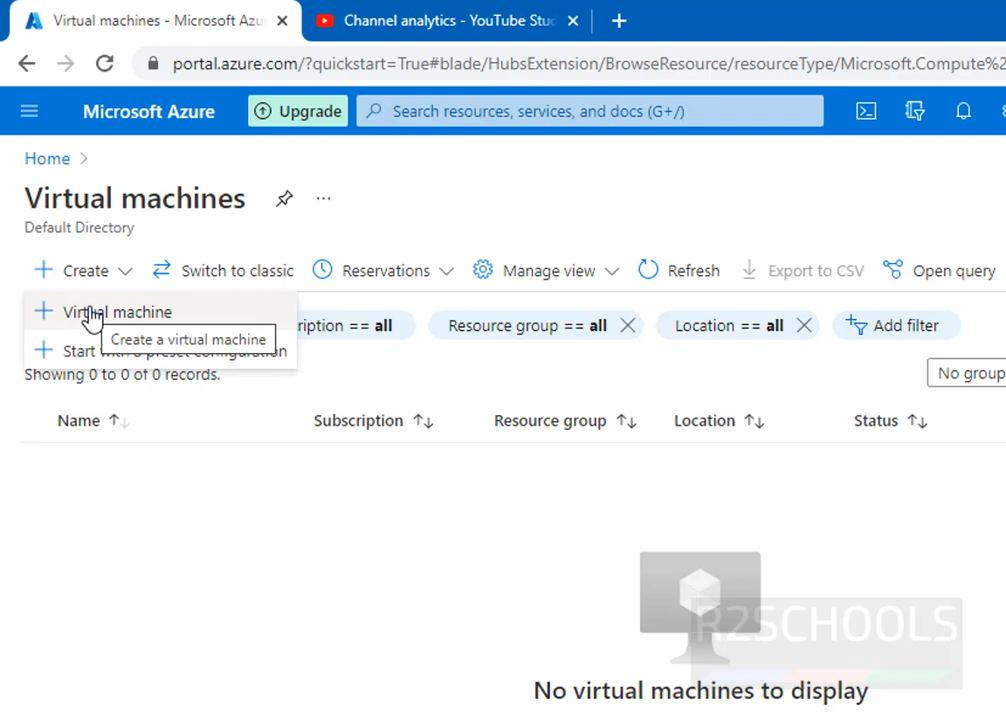 Virtual machines - Microsoft Azu
Channel analytics - YouTube Stu
portal.azure.com/?quickstart=True#blade/HubsExtension/BrowseResource/resourceType/Microsoft.Compute%2
Microsoft Azure
Upgrade
Search resources, services, and docs (G+/)
Home
Virtual machines
Default Directory
Create
Switch to classic
Reservations
Manage view
Refresh
Export to CSV
Open query
Virtual machine
Create a virtual machine
Start with a preset configuration
ription == all
Resource group == all
Location == all
Add filter
Showing 0 to 0 of 0 records.
No group
Name
Subscription
Resource group
Location
Status
R2SCHOOLS
No virtual machines to display